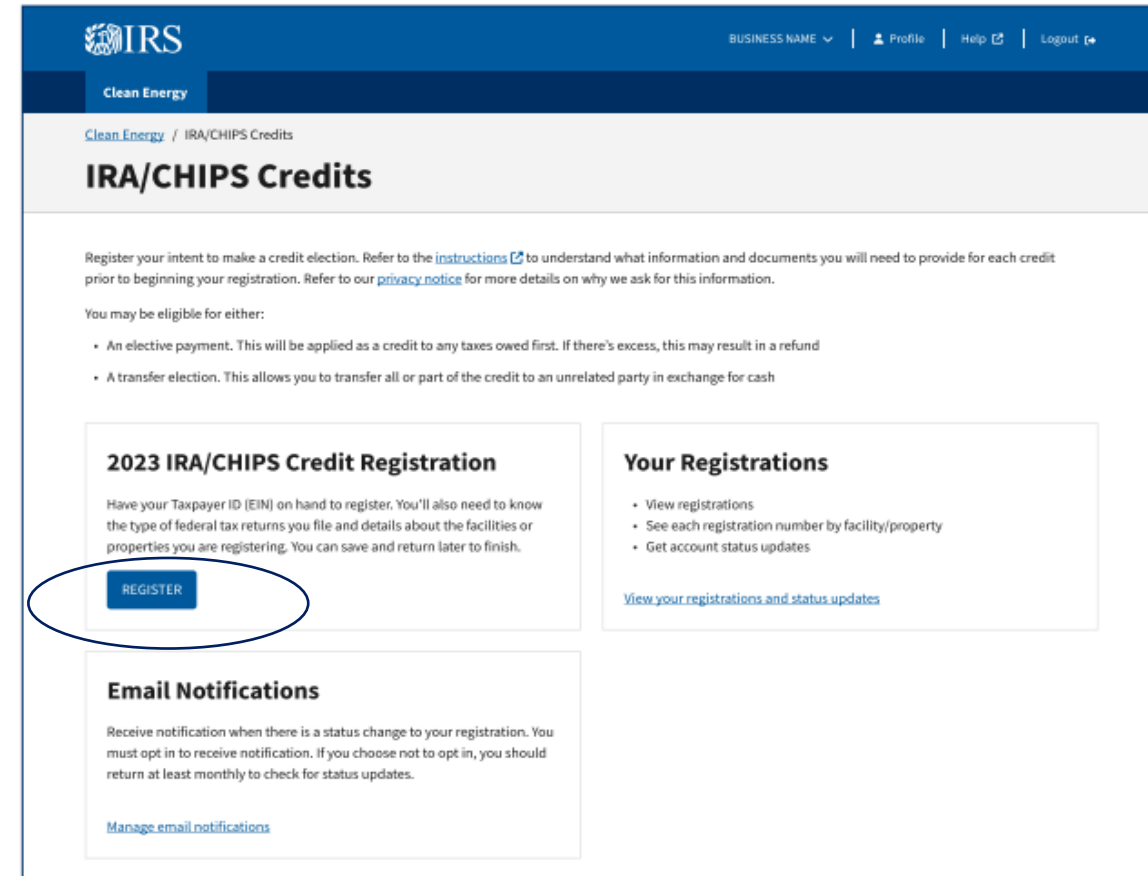 IRS
BUSINESS NAME
Profile
Help
Logout
Clean Energy
Clean Energy / IRA/CHIPS Credits
IRA/CHIPS Credits
Register your intent to make a credit election. Refer to the instructions to understand what information and documents you will need to provide for each credit
prior to beginning your registration. Refer to our privacy notice for more details on why we ask for this information.
You may be eligible for either:
• An elective payment. This will be applied as a credit to any taxes owed first. If there's excess, this may result in a refund
• A transfer election. This allows you to transfer all or part of the credit to an unrelated party in exchange for cash
2023 IRA/CHIPS Credit Registration
Have your Taxpayer ID (EIN) on hand to register. You'll also need to know
the type of federal tax returns you file and details about the facilities or
properties you are registering. You can save and return later to finish.
REGISTER
Your Registrations
• View registrations
• See each registration number by facility/property
• Get account status updates
View your registrations and status updates
Email Notifications
Receive notification when there is a status change to your registration. You
must opt in to receive notification. If you choose not to opt in, you should
return at least monthly to check for status updates.
Manage email notifications